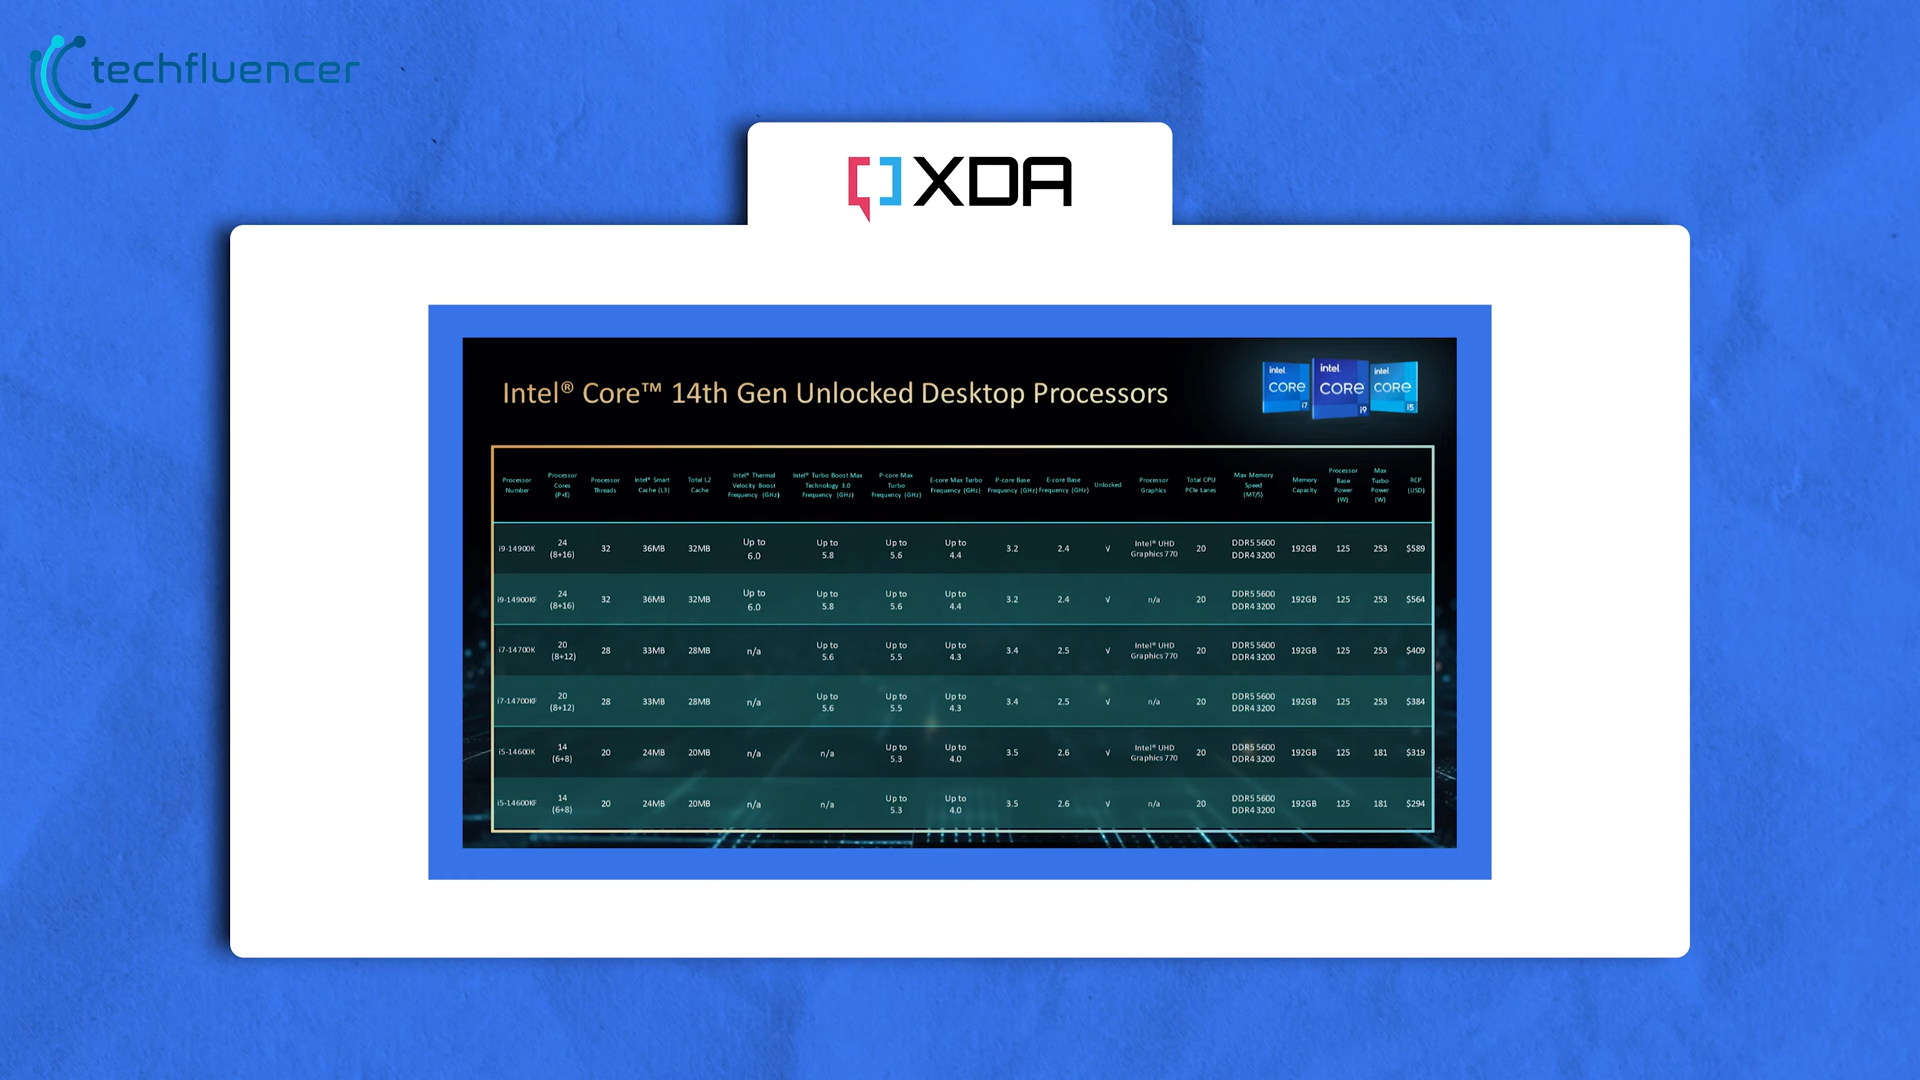 techfluencer
XDA
Intel® Core™ 14th Gen Unlocked Desktop Processors
intel. CORE i7
intel. CORE i9
intel. CORE i5
Processor Number | Processor Cores (P+E) | Processor Threads | Intel® Smart Cache (L3) | Total L2 Cache | Intel® Thermal Velocity Boost Frequency (GHz) | Intel® Turbo Boost Max Technology 3.0 Frequency (GHz) | P-core Max Turbo Frequency (GHz) | E-core Max Turbo Frequency (GHz) | P-core Base Frequency (GHz) | E-core Base Frequency (GHz) | Unlocked | Processor Graphics | Total CPU PCIe Lanes | Max Memory Speed (MT/S) | Memory Capacity | Processor Base Power (W) | Max Turbo Power (W) | RCP (USD)
i9-14900K | 24 (8+16) | 32 | 36MB | 32MB | Up to 6.0 | Up to 5.8 | Up to 5.6 | Up to 4.4 | 3.2 | 2.4 | √ | Intel® UHD Graphics 770 | 20 | DDR5 5600 DDR4 3200 | 192GB | 125 | 253 | $589
i9-14900KF | 24 (8+16) | 32 | 36MB | 32MB | Up to 6.0 | Up to 5.8 | Up to 5.6 | Up to 4.4 | 3.2 | 2.4 | √ | n/a | 20 | DDR5 5600 DDR4 3200 | 192GB | 125 | 253 | $564
i7-14700K | 20 (8+12) | 28 | 33MB | 28MB | n/a | Up to 5.6 | Up to 5.5 | Up to 4.3 | 3.4 | 2.5 | √ | Intel® UHD Graphics 770 | 20 | DDR5 5600 DDR4 3200 | 192GB | 125 | 253 | $409
i7-14700KF | 20 (8+12) | 28 | 33MB | 28MB | n/a | Up to 5.6 | Up to 5.5 | Up to 4.3 | 3.4 | 2.5 | √ | n/a | 20 | DDR5 5600 DDR4 3200 | 192GB | 125 | 253 | $384
i5-14600K | 14 (6+8) | 20 | 24MB | 20MB | n/a | n/a | Up to 5.3 | Up to 4.0 | 3.5 | 2.6 | √ | Intel® UHD Graphics 770 | 20 | DDR5 5600 DDR4 3200 | 192GB | 125 | 181 | $319
i5-14600KF | 14 (6+8) | 20 | 24MB | 20MB | n/a | n/a | Up to 5.3 | Up to 4.0 | 3.5 | 2.6 | √ | n/a | 20 | DDR5 5600 DDR4 3200 | 192GB | 125 | 181 | $294